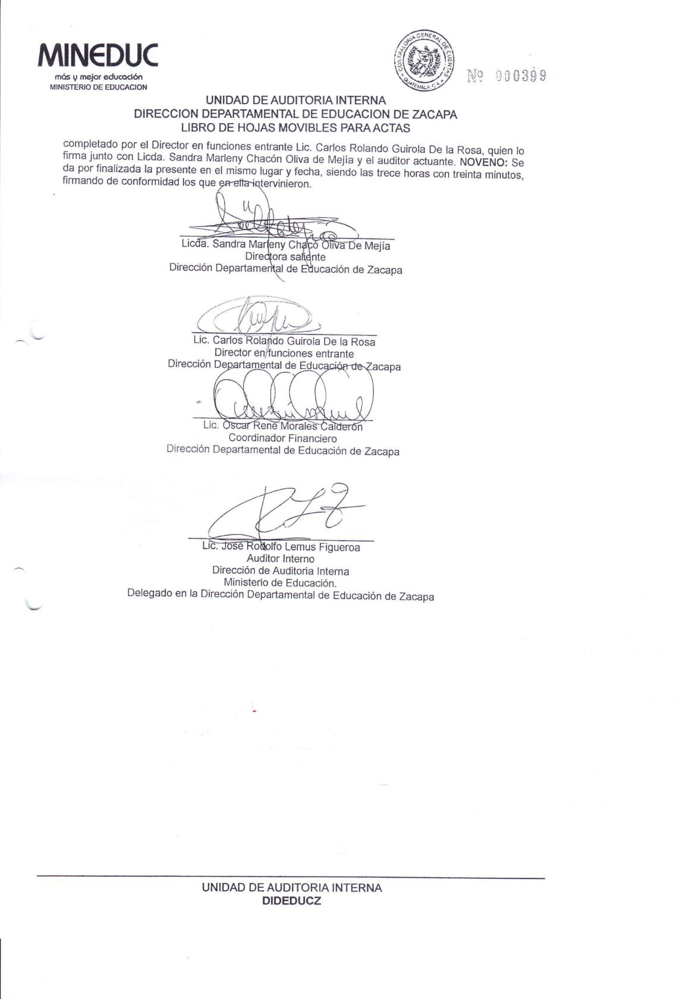 MINEDUC
más y mejor educación
MINISTERIO DE EDUCACION
CONTRALORIA GENERAL DE CUENTAS
GUATEMALA, C.A.
Nº 000399
UNIDAD DE AUDITORIA INTERNA
DIRECCION DEPARTAMENTAL DE EDUCACION DE ZACAPA
LIBRO DE HOJAS MOVIBLES PARA ACTAS
completado por el Director en funciones entrante Lic. Carlos Rolando Guirola De la Rosa, quien lo
firma junto con Licda. Sandra Marleny Chacón Oliva de Mejía y el auditor actuante. NOVENO: Se
da por finalizada la presente en el mismo lugar y fecha, siendo las trece horas con treinta minutos,
firmando de conformidad los que en ella intervinieron.
Licda. Sandra Marleny Chacó Oliva De Mejía
Directora saliente
Dirección Departamental de Educación de Zacapa
Lic. Carlos Rolando Guirola De la Rosa
Director en funciones entrante
Dirección Departamental de Educación de Zacapa
Lic. Oscar René Morales Calderón
Coordinador Financiero
Dirección Departamental de Educación de Zacapa
Lic. José Rodolfo Lemus Figueroa
Auditor Interno
Dirección de Auditoria Interna
Ministerio de Educación.
Delegado en la Dirección Departamental de Educación de Zacapa
UNIDAD DE AUDITORIA INTERNA
DIDEDUCZ